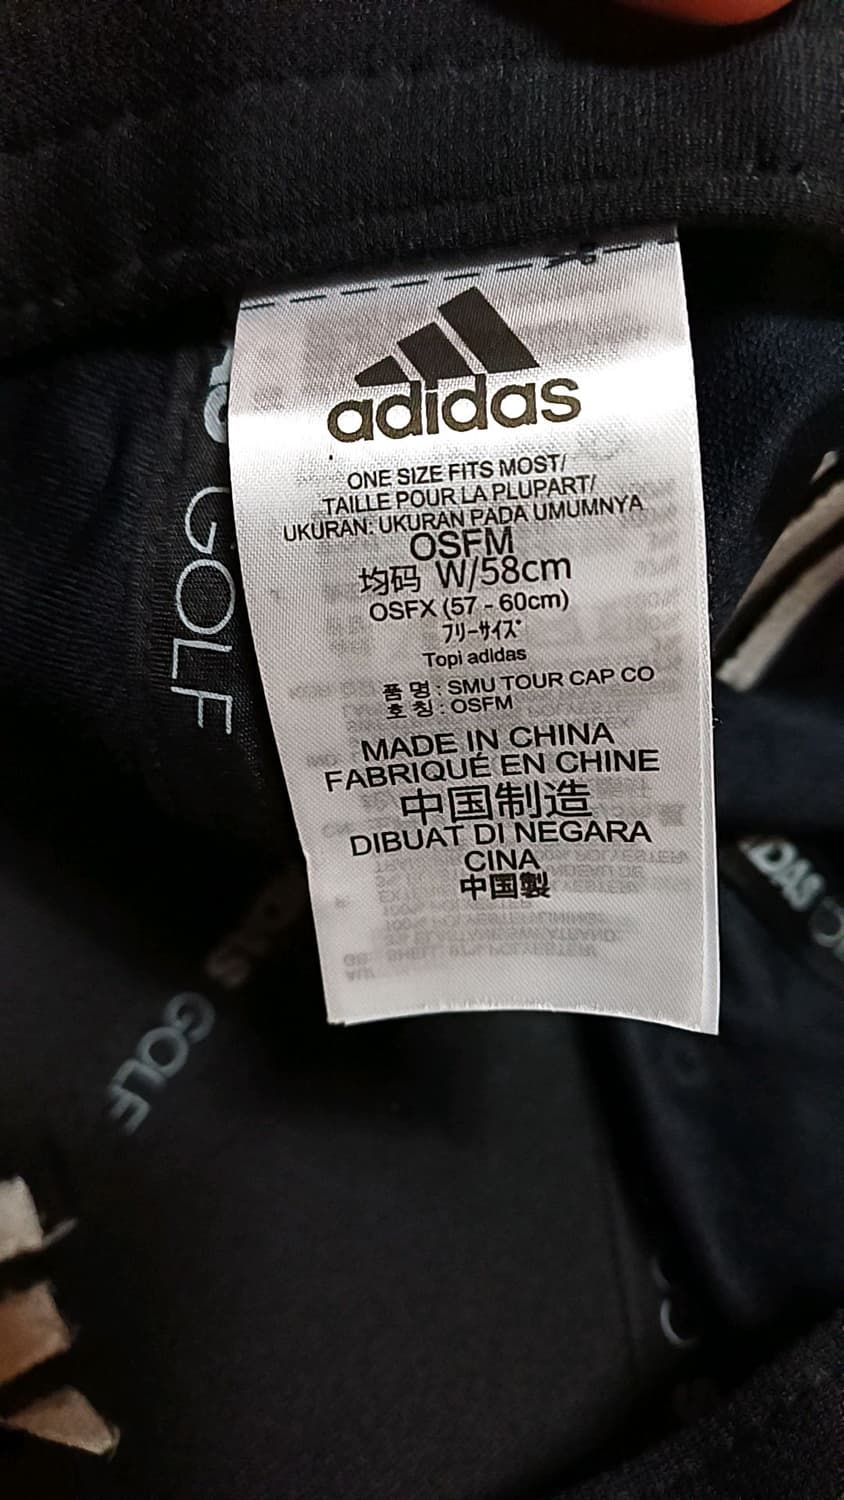 adidas
ONE SIZE FITS MOST/
TAILLE POUR LA PLUPART/
UKURAN: UKURAN PADA UMUMNYA
OSFM
均码 W/58cm
OSFX (57 - 60cm)
フリーサイズ
Topi adidas
품 명 : SMU TOUR CAP CO
호 칭 : OSFM
MADE IN CHINA
FABRIQUÉ EN CHINE
中国制造
DIBUAT DI NEGARA
CINA
中国製
GOLF
GOLF